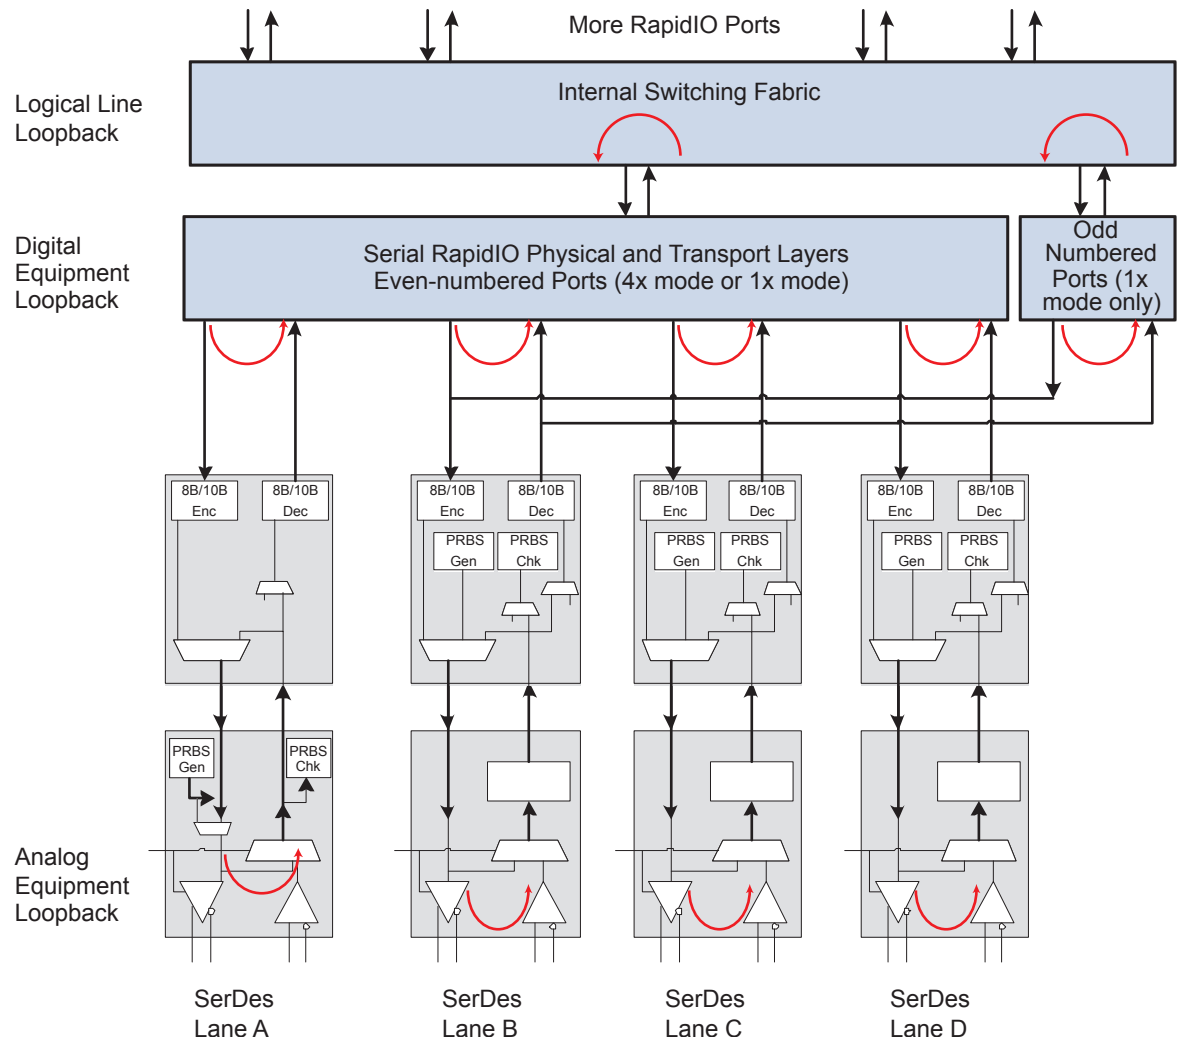 More RapidIO Ports
Internal Switching Fabric
Logical Line
Loopback
Digital
Equipment
Loopback
Serial RapidIO Physical and Transport Layers
Even-numbered Ports (4x mode or 1x mode)
Odd
Numbered
Ports (1x
mode only)
8B/10B
Enc
8B/10B
Dec
8B/10B
Enc
8B/10B
Dec
PRBS
Gen
PRBS
Chk
8B/10B
Enc
8B/10B
Dec
PRBS
Gen
PRBS
Chk
8B/10B
Enc
8B/10B
Dec
PRBS
Gen
PRBS
Chk
PRBS
Gen
PRBS
Chk
Analog
Equipment
Loopback
SerDes
Lane A
SerDes
Lane B
SerDes
Lane C
SerDes
Lane D